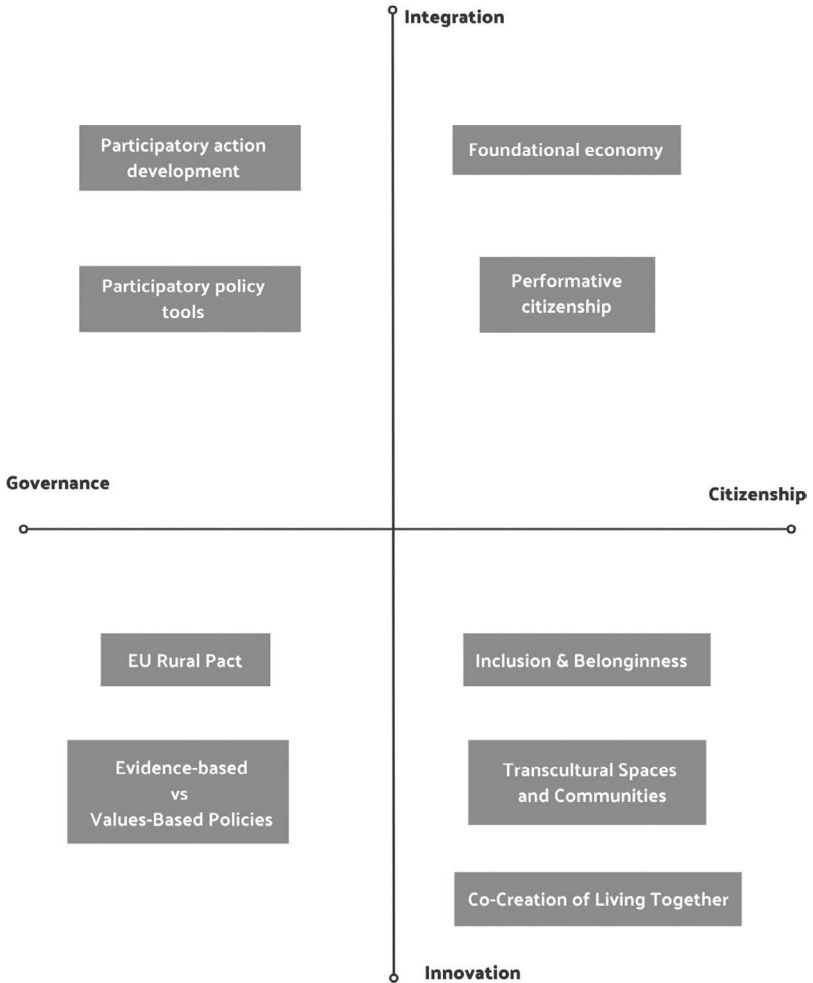 Integration
Participatory action
development
Foundational economy
Participatory policy
tools
Performative
citizenship
Governance
Citizenship
EU Rural Pact
Inclusion & Belonginness
Evidence-based
vs
Values-Based Policies
Transcultural Spaces
and Communities
Co-Creation of Living Together
Innovation